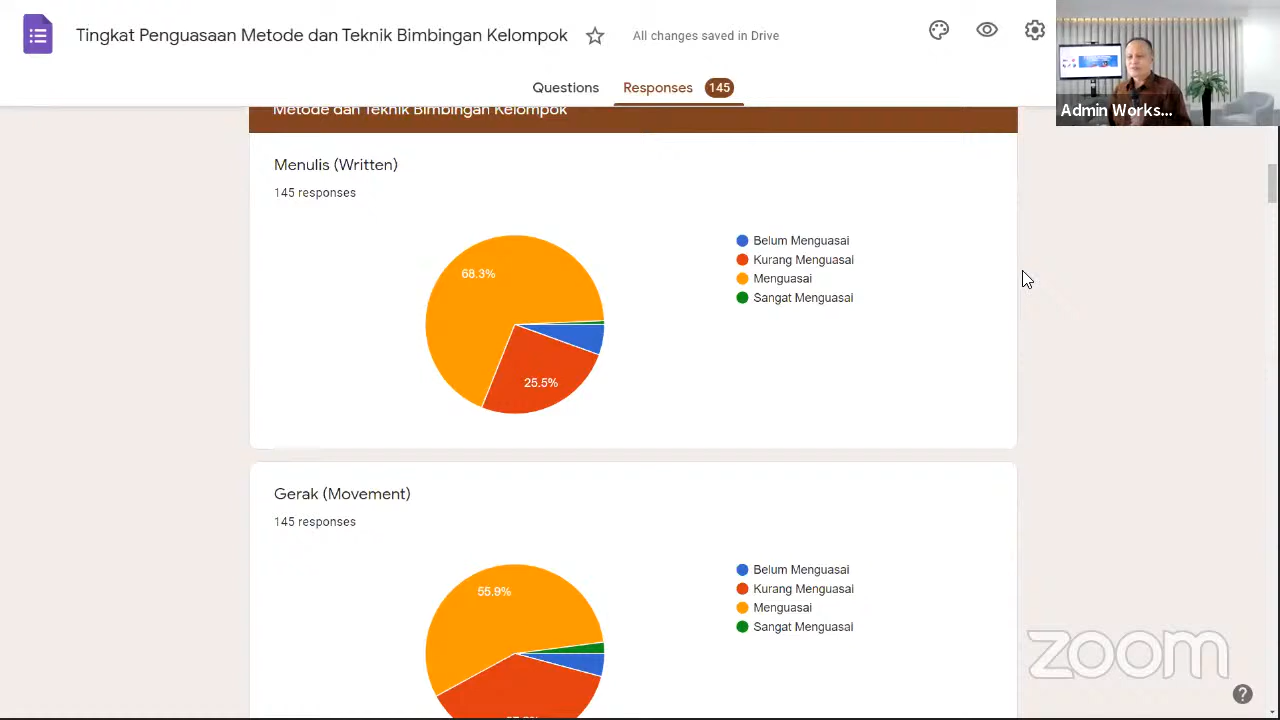 Tingkat Penguasaan Metode dan Teknik Bimbingan Kelompok
All changes saved in Drive
Admin Works...
Questions
Responses 145
Metode dan Teknik Bimbingan Kelompok
Menulis (Written)
145 responses
68.3%
25.5%
Belum Menguasai
Kurang Menguasai
Menguasai
Sangat Menguasai
Gerak (Movement)
145 responses
55.9%
Belum Menguasai
Kurang Menguasai
Menguasai
Sangat Menguasai
zoom